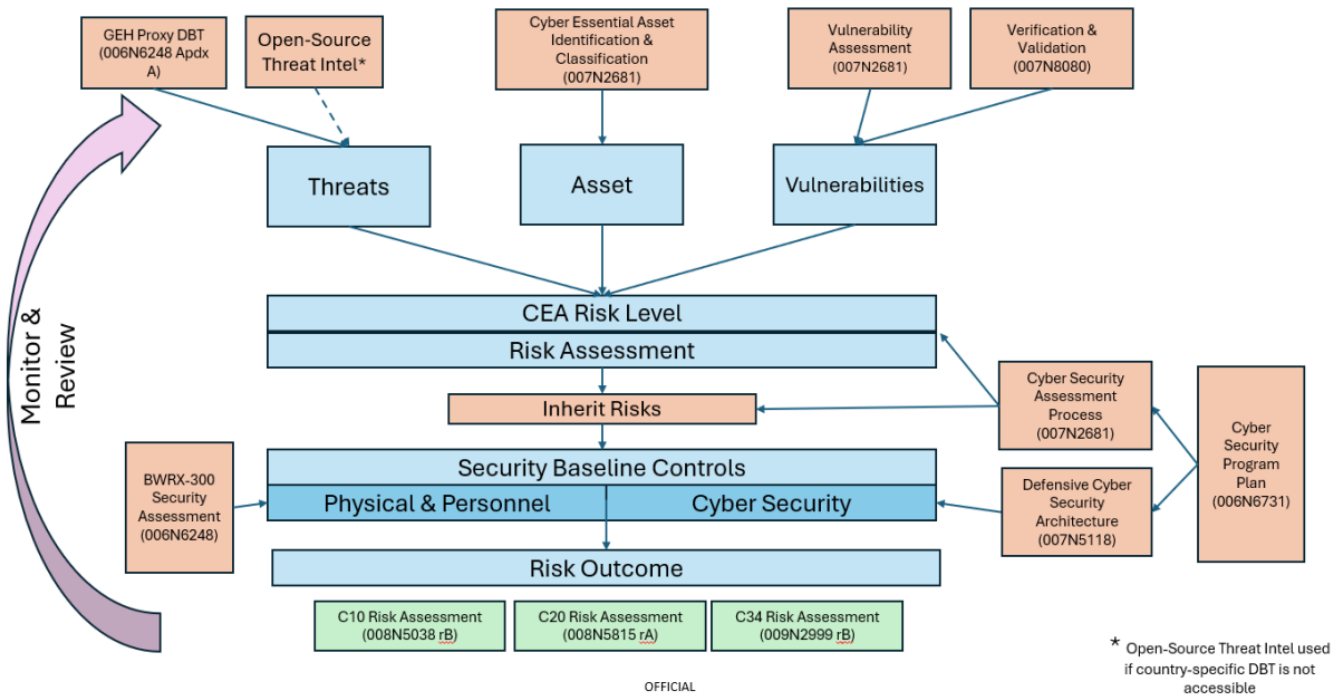 GEH Proxy DBT
(006N6248 Apdx
A)
Open-Source
Threat Intel*
Cyber Essential Asset
Identification &
Classification
(007N2681)
Vulnerability
Assessment
(007N2681)
Verification &
Validation
(007N8080)
Threats
Asset
Vulnerabilities
Monitor &
Review
CEA Risk Level
Risk Assessment
Inherit Risks
Cyber Security
Assessment
Process
(007N2681)
Cyber
Security
Program
Plan
(006N6731)
BWRX-300
Security
Assessment
(006N6248)
Security Baseline Controls
Physical & Personnel
Cyber Security
Defensive Cyber
Security
Architecture
(007N5118)
Risk Outcome
C10 Risk Assessment
(008N5038 rB)
C20 Risk Assessment
(008N5815 rA)
C34 Risk Assessment
(009N2999 rB)
* Open-Source Threat Intel used
if country-specific DBT is not
accessible
OFFICIAL